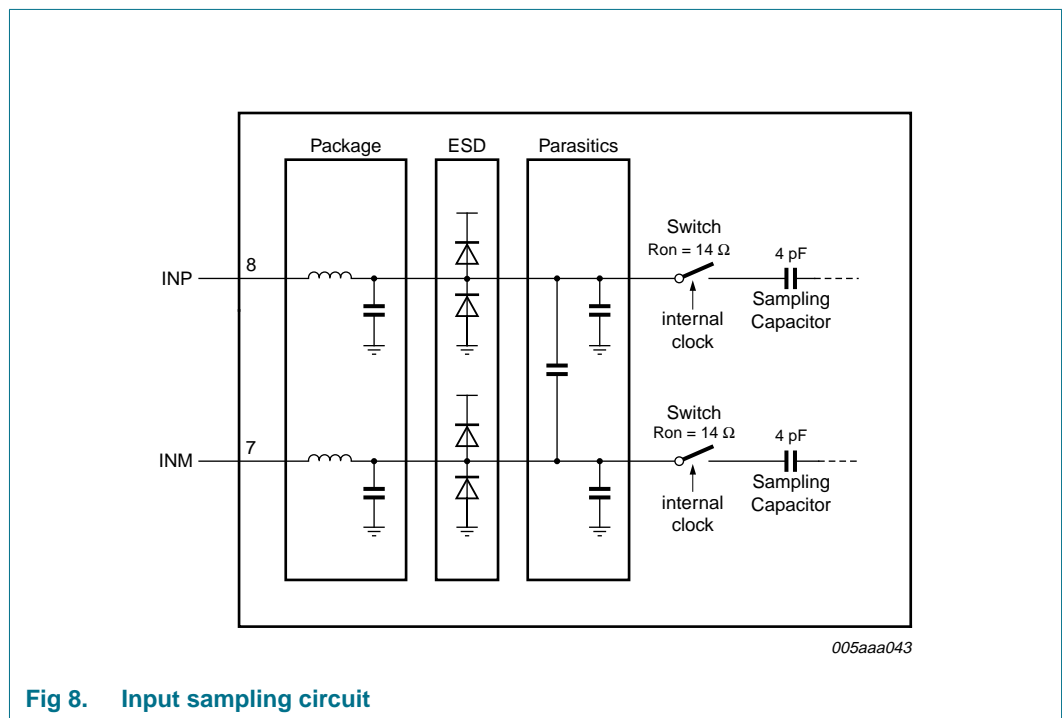 Package
ESD
Parasitics
Switch
Ron = 14 Ω
4 pF
INP
8
internal
clock
Sampling
Capacitor
Switch
Ron = 14 Ω
4 pF
INM
7
internal
clock
Sampling
Capacitor
005aaa043
Fig 8. Input sampling circuit